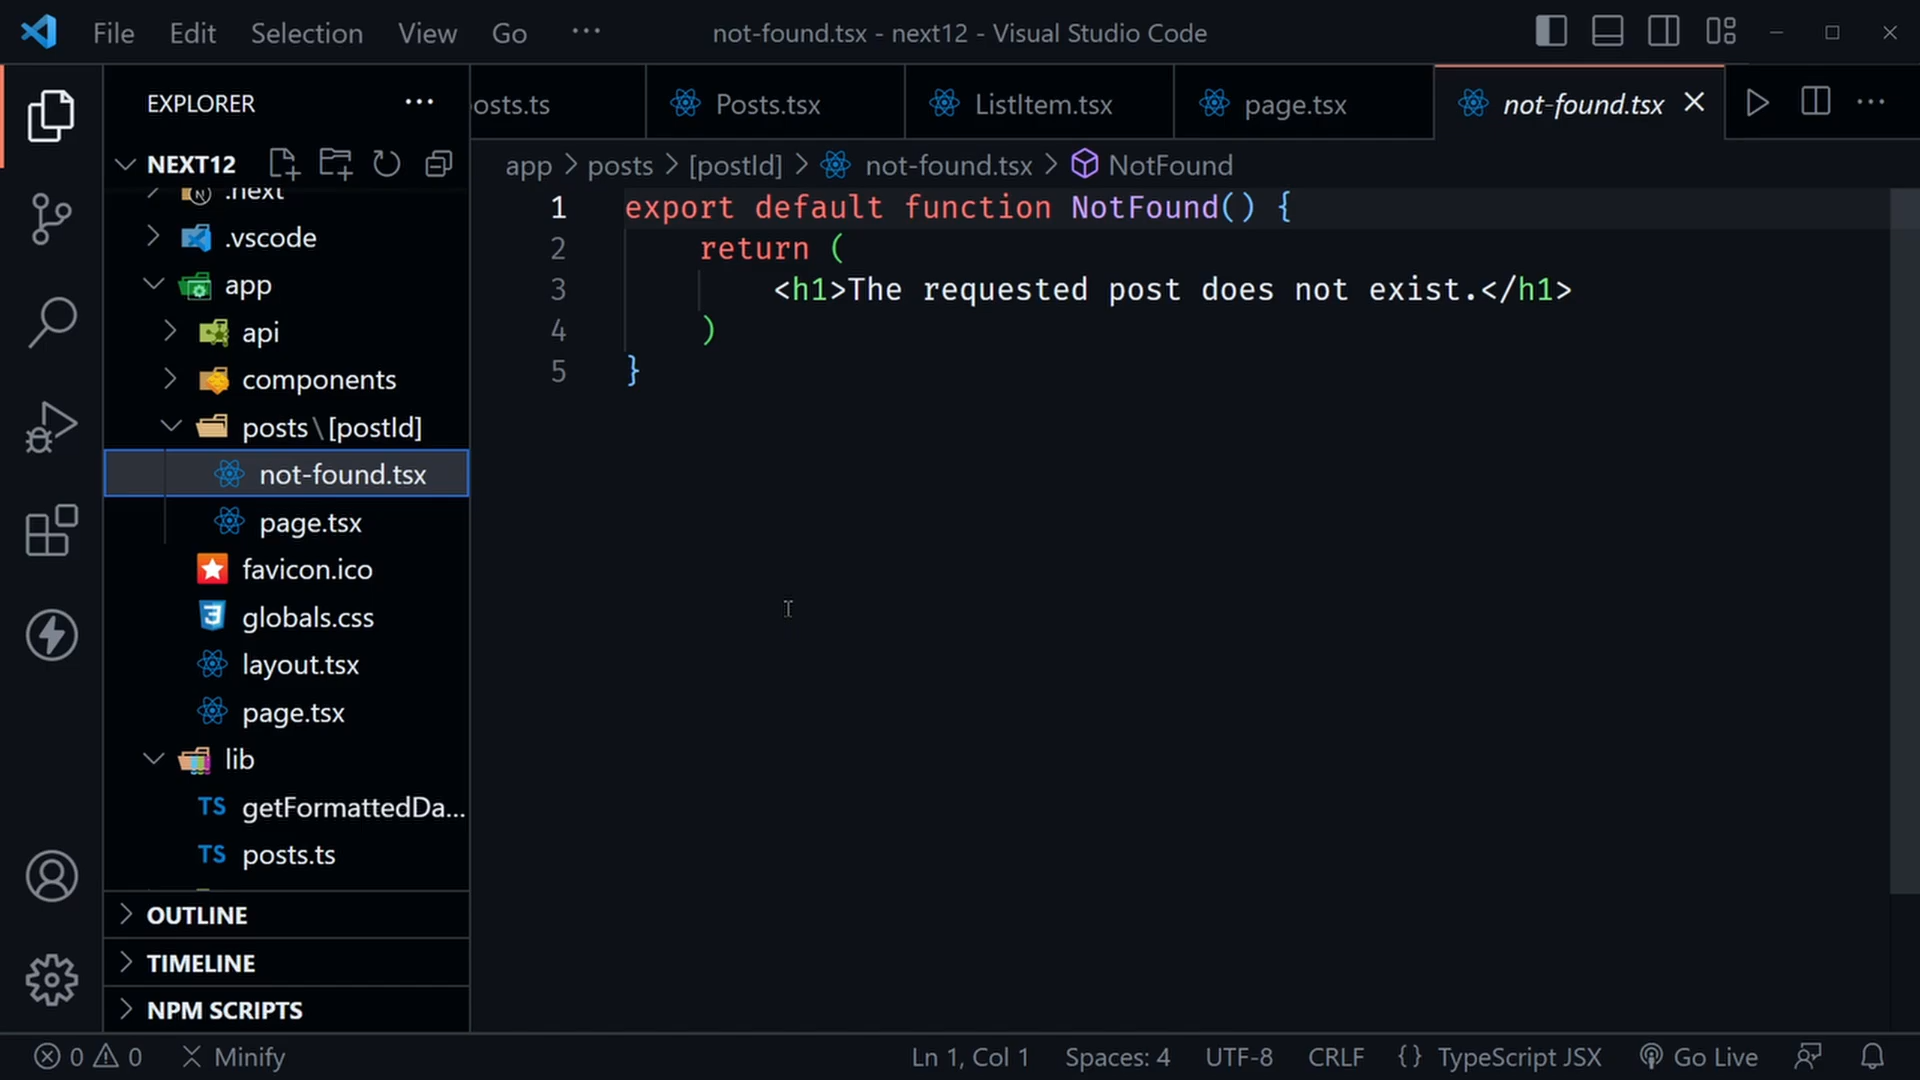 File Edit Selection View Go ··· not-found.tsx - next12 - Visual Studio Code
EXPLORER ···
osts.ts Posts.tsx ListItem.tsx page.tsx not-found.tsx ···
NEXT12
app > posts > [postId] > not-found.tsx > NotFound
.next
.vscode
app
api
components
posts\[postId]
not-found.tsx
page.tsx
favicon.ico
globals.css
layout.tsx
page.tsx
lib
TS getFormattedDa...
TS posts.ts
OUTLINE
TIMELINE
NPM SCRIPTS
1 export default function NotFound() {
2 return (
3 <h1>The requested post does not exist.</h1>
4 )
5 }
0 0 Minify Ln 1, Col 1 Spaces: 4 UTF-8 CRLF {} TypeScript JSX Go Live